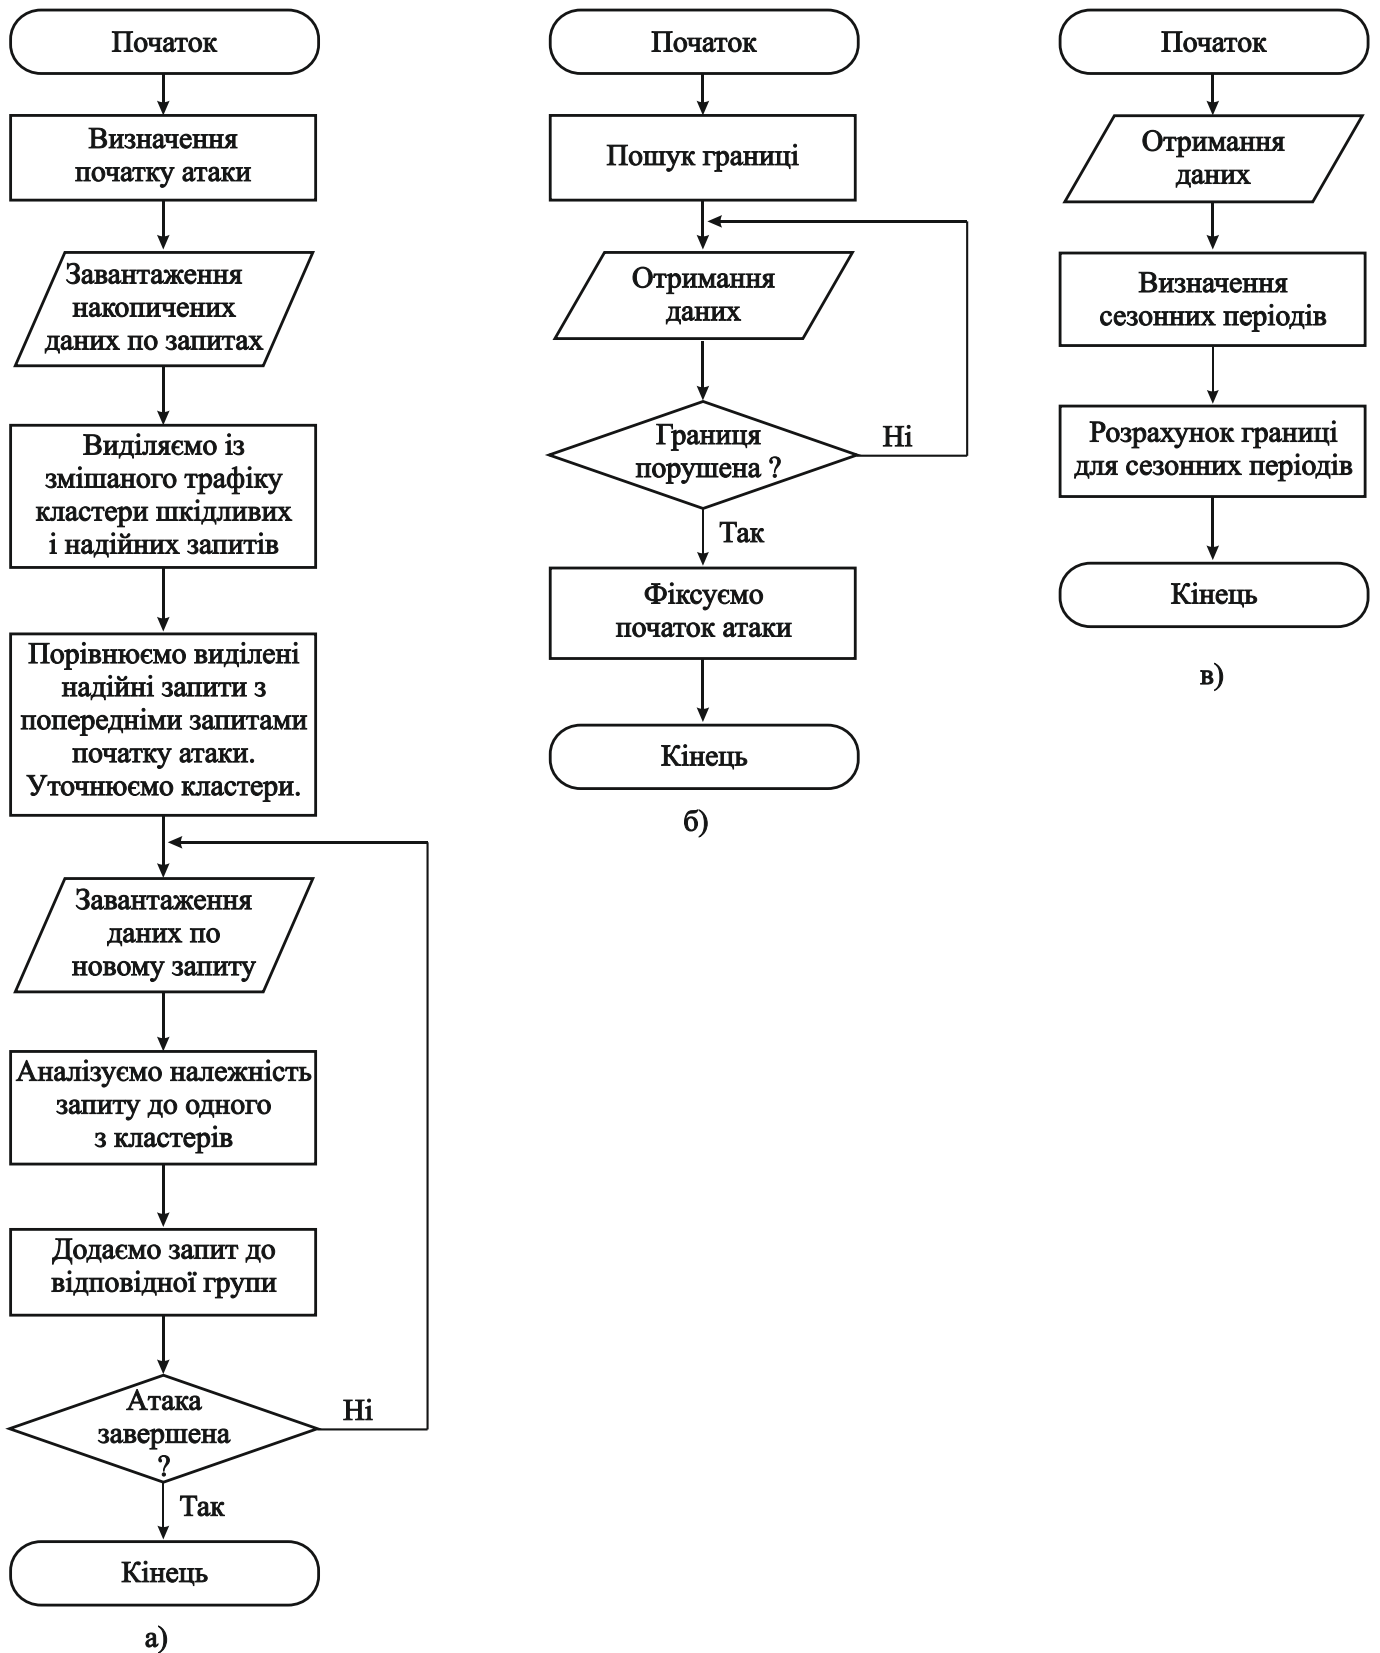 Початок
Визначення
початку атаки
Завантаження
накопичених
даних по запитах
Виділяємо із
змішаного трафіку
кластери шкідливих
і надійних запитів
Порівнюємо виділені
надійні запити з
попередніми запитами
початку атаки.
Уточнюємо кластери.
Завантаження
даних по
новому запиту
Аналізуємо належність
запиту до одного
з кластерів
Додаємо запит до
відповідної групи
Атака
завершена
?
Ні
Так
Кінець
а)
Початок
Пошук границі
Отримання
даних
Границя
порушена ?
Ні
Так
Фіксуємо
початок атаки
Кінець
б)
Початок
Отримання
даних
Визначення
сезонних періодів
Розрахунок границі
для сезонних періодів
Кінець
в)